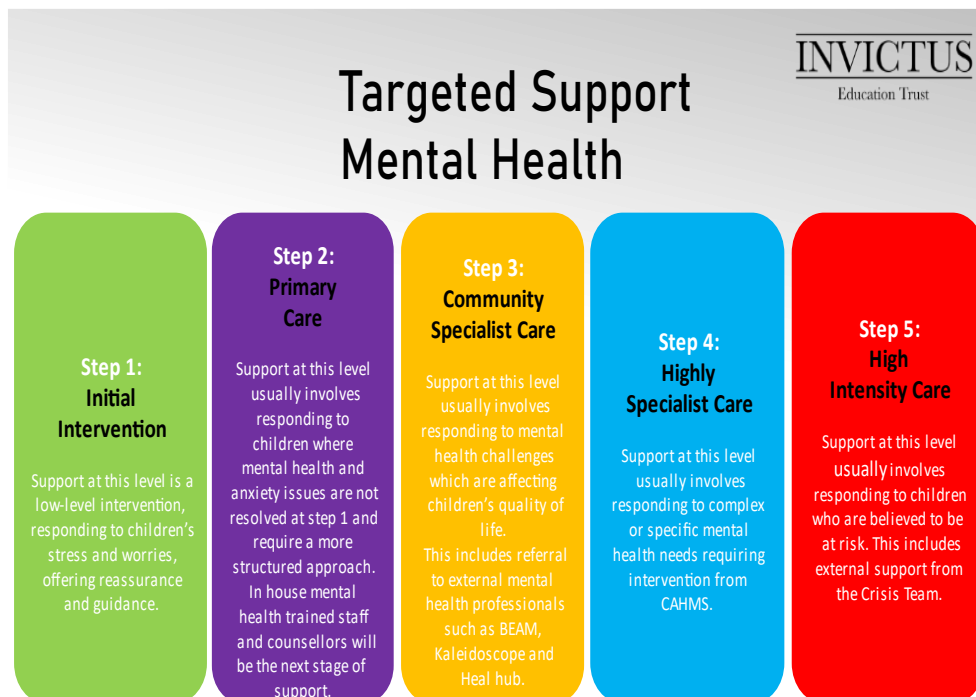 INVICTUS
Education Trust
Targeted Support
Mental Health
Step 1:
Initial
Intervention
Support at this level is a
low-level intervention,
responding to children's
stress and worries,
offering reassurance
and guidance.
Step 2:
Primary
Care
Support at this level
usually involves
responding to
children where
mental health and
anxiety issues are not
resolved at step 1 and
require a more
structured approach.
In house mental
health trained staff
and counsellors will
be the next stage of
support.
Step 3:
Community
Specialist Care
Support at this level
usually involves
responding to mental
health challenges
which are affecting
children's quality of
life.
This includes referral
to external mental
health professionals
such as BEAM,
Kaleidoscope and
Heal hub.
Step 4:
Highly
Specialist Care
Support at this level
usually involves
responding to complex
or specific mental
health needs requiring
intervention from
CAHMS.
Step 5:
High
Intensity Care
Support at this level
usually involves
responding to children
who are believed to be
at risk. This includes
external support from
the Crisis Team.